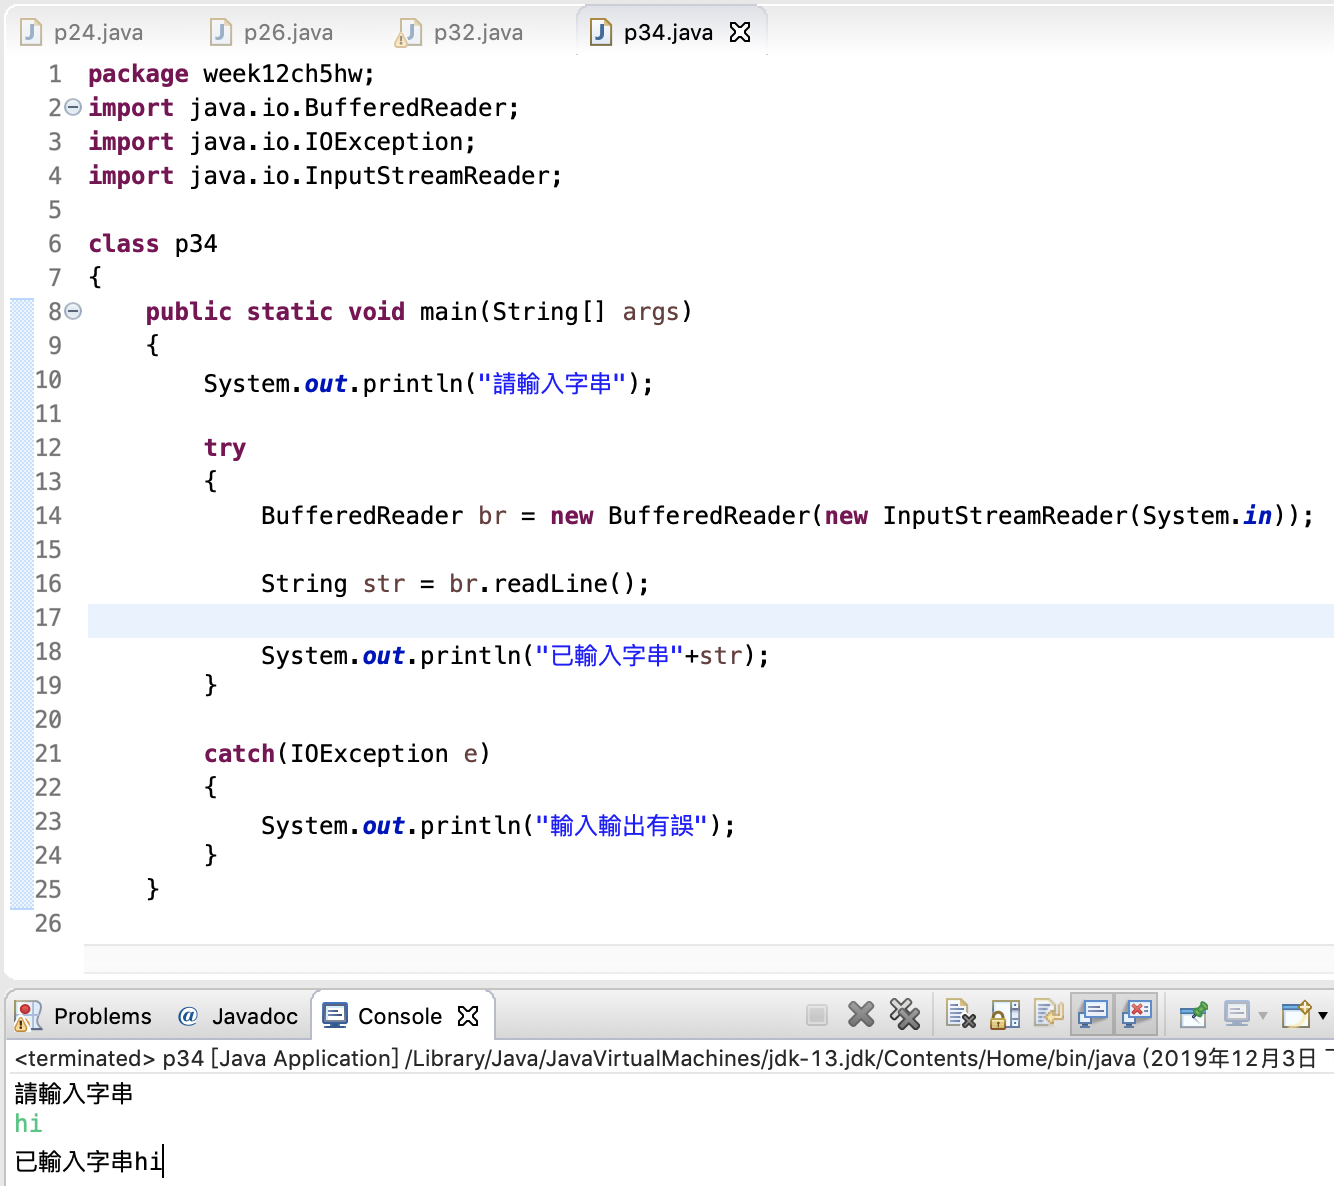 p24.java p26.java p32.java p34.java
1 package week12ch5hw;
2 import java.io.BufferedReader;
3 import java.io.IOException;
4 import java.io.InputStreamReader;
5
6 class p34
7 {
8 public static void main(String[] args)
9 {
10 System.out.println("請輸入字串");
11
12 try
13 {
14 BufferedReader br = new BufferedReader(new InputStreamReader(System.in));
15
16 String str = br.readLine();
17
18 System.out.println("已輸入字串"+str);
19 }
20
21 catch(IOException e)
22 {
23 System.out.println("輸入輸出有誤");
24 }
25 }
26
Problems @ Javadoc Console
<terminated> p34 [Java Application] /Library/Java/JavaVirtualMachines/jdk-13.jdk/Contents/Home/bin/java (2019年12月3日
請輸入字串
hi
已輸入字串hi